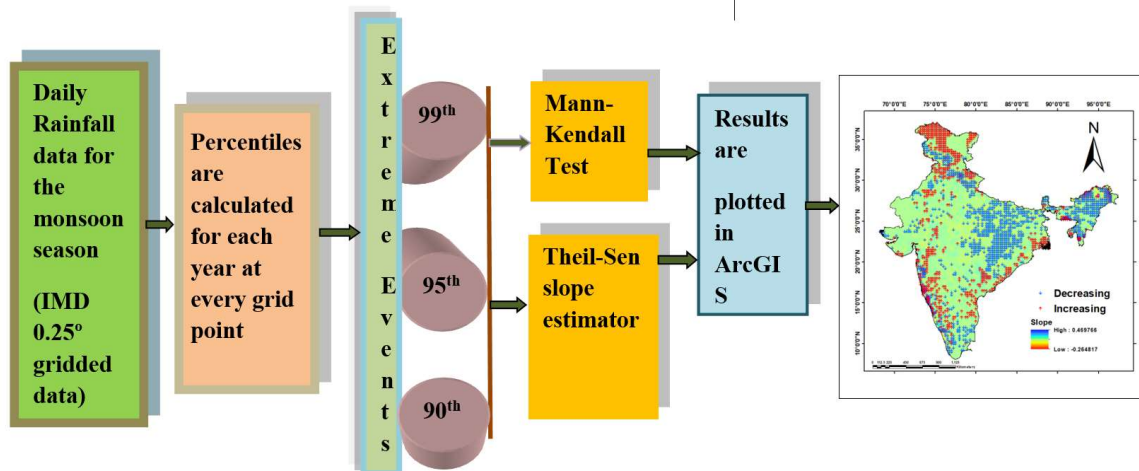 Daily
Rainfall
data for
the
monsoon
season
(IMD
0.25º
gridded
data)
Percentiles
are
calculated
for each
year at
every grid
point
Extreme Events
99th
95th
90th
Mann-
Kendall
Test
Theil-Sen
slope
estimator
Results
are
plotted
in
ArcGI
S
70°0'0"E 75°0'0"E 80°0'0"E 85°0'0"E 90°0'0"E 95°0'0"E
N
Decreasing
Increasing
Slope
High : 0.469768
Low : -0.264817